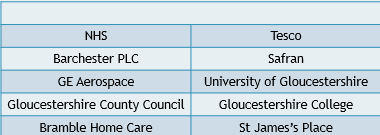 NHS Tesco
Barchester PLC Safran
GE Aerospace University of Gloucestershire
Gloucestershire County Council Gloucestershire College
Bramble Home Care St James’s Place